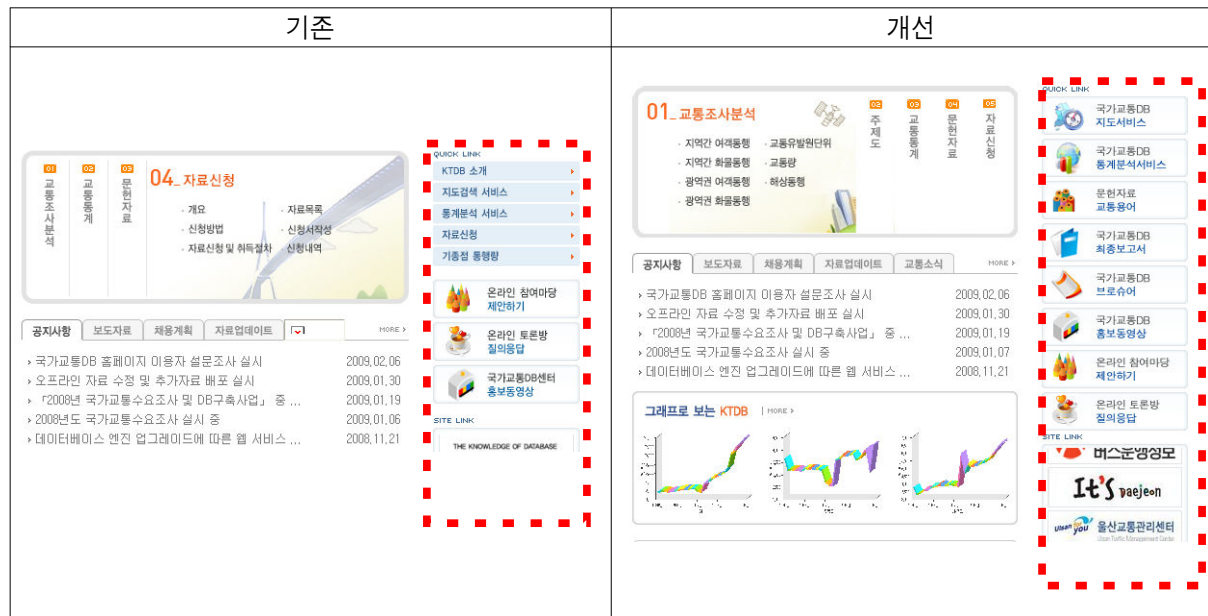 기존
01
교통조사분석
02
교통통계
03
문헌자료
04_ 자료신청
· 개요
· 신청방법
· 자료신청 및 취득절차
· 자료목록
· 신청서작성
· 신청내역
공지사항 보도자료 채용계획 자료업데이트 MORE
국가교통DB 홈페이지 이용자 설문조사 실시 2009.02.06
오프라인 자료 수정 및 추가자료 배포 실시 2009.01.30
「2008년 국가교통수요조사 및 DB구축사업」 중 ... 2009.01.19
2008년도 국가교통수요조사 실시 중 2009.01.06
데이터베이스 엔진 업그레이드에 따른 웹 서비스 ... 2008.11.21
QUICK LINK
KTDB 소개
지도검색 서비스
통계분석 서비스
자료신청
기종점 통행량
온라인 참여마당
제안하기
온라인 토론방
질의응답
국가교통DB센터
홍보동영상
SITE LINK
THE KNOWLEDGE OF DATABASE
개선
01_ 교통조사분석
· 지역간 여객통행
· 지역간 화물통행
· 광역권 여객통행
· 광역권 화물통행
· 교통유발원단위
· 교통량
· 해상통행
02
주제도
03
교통통계
04
문헌자료
05
자료신청
공지사항 보도자료 채용계획 자료업데이트 교통소식 MORE
국가교통DB 홈페이지 이용자 설문조사 실시 2009.02.06
오프라인 자료 수정 및 추가자료 배포 실시 2009.01.30
「2008년 국가교통수요조사 및 DB구축사업」 중 ... 2009.01.19
2008년도 국가교통수요조사 실시 중 2009.01.07
데이터베이스 엔진 업그레이드에 따른 웹 서비스 ... 2008.11.21
그래프로 보는 KTDB MORE
QUICK LINK
국가교통DB
지도서비스
국가교통DB
통계분석서비스
문헌자료
교통용어
국가교통DB
최종보고서
국가교통DB
브로슈어
국가교통DB
홍보동영상
온라인 참여마당
제안하기
온라인 토론방
질의응답
SITE LINK
버스운행정보
It's Daejeon
Ulsan for you 울산교통관리센터
Ulsan Traffic Management Center